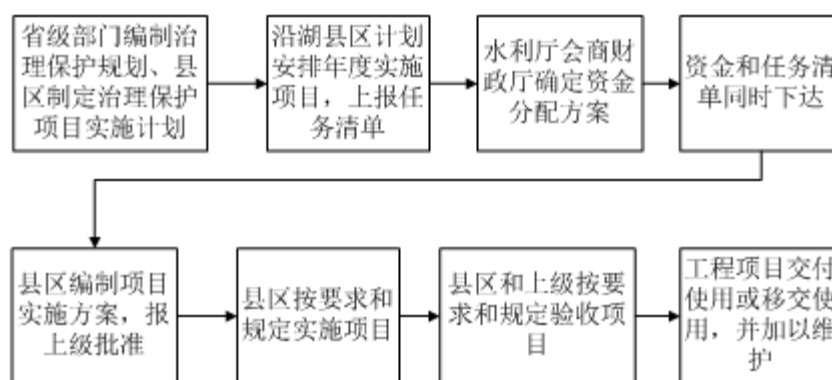 省级部门编制治
理保护规划、县
区制定治理保护
项目实施计划
沿湖县区计划
安排年度实施
项目，上报任
务清单
水利厅会商财
政厅确定资金
分配方案
资金和任务清
单同时下达
县区编制项目
实施方案，报
上级批准
县区按要求和
规定实施项目
县区和上级按要
求和规定验收项
目
工程项目交付
使用或移交使
用，并加以维
护